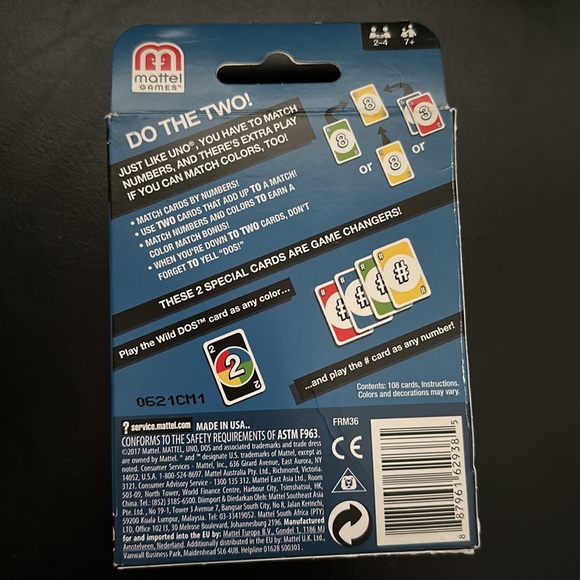 mattel
GAMES™
2–4
7+
DO THE TWO!
JUST LIKE UNO®, YOU HAVE TO MATCH
NUMBERS, AND THERE'S EXTRA PLAY
IF YOU CAN MATCH COLORS, TOO!
8
8
3
or
8
or
• MATCH CARDS BY NUMBERS!
• USE TWO CARDS THAT ADD UP TO A MATCH!
• MATCH NUMBERS AND COLORS TO EARN A
COLOR MATCH BONUS!
• WHEN YOU'RE DOWN TO TWO CARDS, DON'T
FORGET TO YELL "DOS!"
THESE 2 SPECIAL CARDS ARE GAME CHANGERS!
Play the Wild DOS™ card as any color...
2
2
2
# # # #
...and play the # card as any number!
0621CM1
Contents: 108 cards, Instructions.
Colors and decorations may vary.
? service.mattel.com MADE IN USA..
CONFORMS TO THE SAFETY REQUIREMENTS OF ASTM F963.
©2017 Mattel. MATTEL, UNO, DOS and associated trademarks and trade dress
are owned by Mattel. ® and ™ designate U.S. trademarks of Mattel, except as
noted. Consumer Services - Mattel, Inc., 636 Girard Avenue, East Aurora, NY
14052, U.S.A. 1-800-524-8697. Mattel Australia Pty. Ltd., Richmond, Victoria.
3121. Consumer Advisory Service - 1300 135 312. Mattel East Asia Ltd., Room
503-09, North Tower, World Finance Centre, Harbour City, Tsimshatsui, HK,
China. Tel.: (852) 3185-6500. Diimport & Diedarkan Oleh: Mattel Southeast Asia
Pte. Ltd., No 19-1, Tower 3 Avenue 7, Bangsar South City, No 8, Jalan Kerinchi,
59200 Kuala Lumpur, Malaysia. Tel: 03-33419052. Mattel South Africa (PTY)
LTD, Office 102 I3, 30 Melrose Boulevard, Johannesburg 2196. Manufactured
for and imported into the EU by: Mattel Europa B.V., Gondel 1, 1186 MJ
Amstelveen, Nederland. Additionally distributed in the EU by: Mattel U.K. Ltd.,
Vanwall Business Park, Maidenhead SL6 4UB. Helpline 01628 500303.
FRM36
CE
8 87961 62938 5